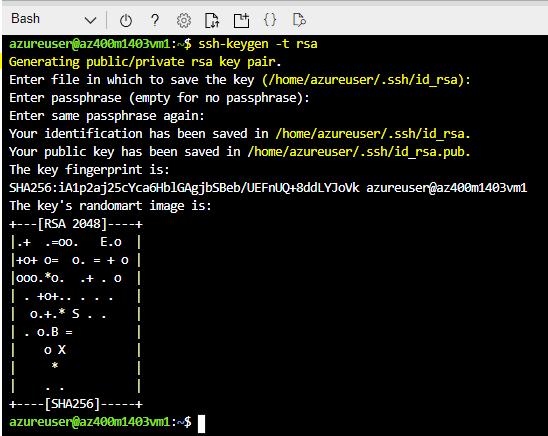 Bash
azureuser@az400m1403vm1:~$ ssh-keygen -t rsa
Generating public/private rsa key pair.
Enter file in which to save the key (/home/azureuser/.ssh/id_rsa):
Enter passphrase (empty for no passphrase):
Enter same passphrase again:
Your identification has been saved in /home/azureuser/.ssh/id_rsa.
Your public key has been saved in /home/azureuser/.ssh/id_rsa.pub.
The key fingerprint is:
SHA256:iA1p2aj25cYca6HblGAgjbSBeb/UEFnUQ+8ddLYJoVk azureuser@az400m1403vm1
The key's randomart image is:
+---[RSA 2048]----+
|.+  .=oo.   E.o  |
|+o+ o=  o. = + o |
|ooo.*o.  .+ . o  |
| . +o+.. . . .   |
|  o.+.* S . .    |
| . o.B =         |
|    o X          |
|     *           |
|    . .          |
+----[SHA256]-----+
azureuser@az400m1403vm1:~$